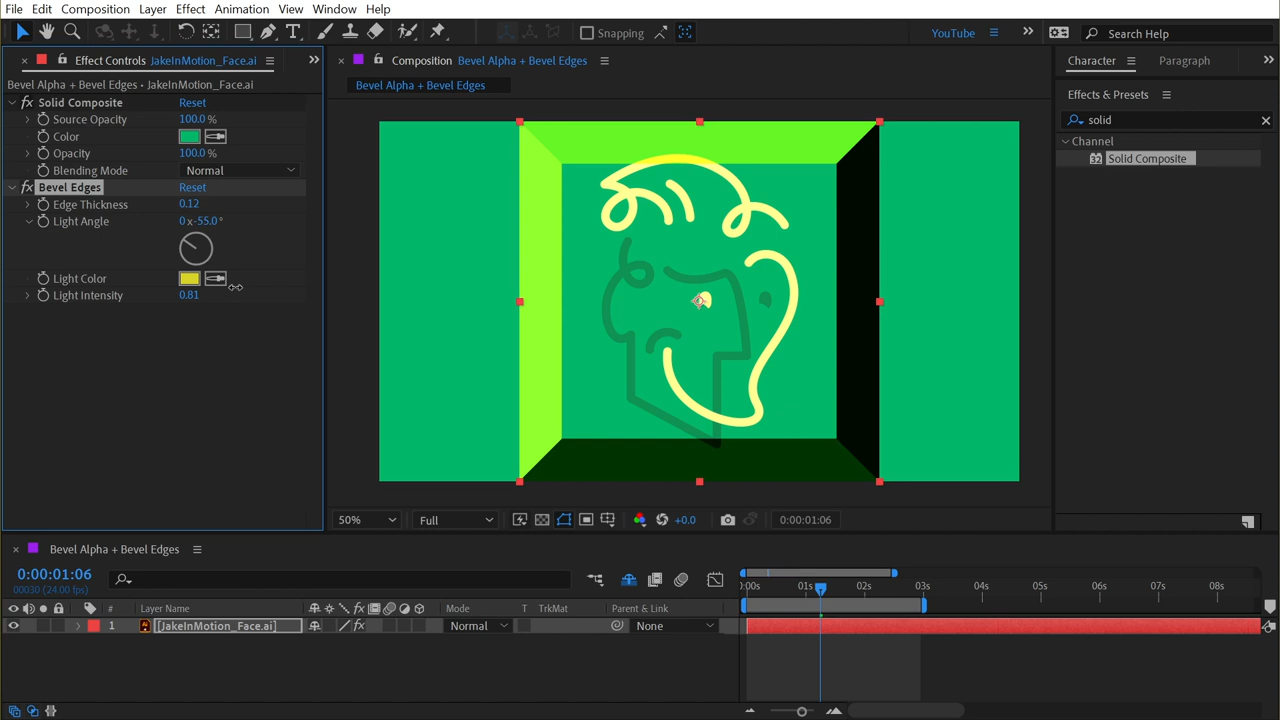 File Edit Composition Layer Effect Animation View Window Help
Snapping YouTube Search Help
Effect Controls JakeInMotion_Face.ai
Composition Bevel Alpha + Bevel Edges
Character Paragraph
Bevel Alpha + Bevel Edges • JakeInMotion_Face.ai
Bevel Alpha + Bevel Edges
Effects & Presets
fx Solid Composite Reset
Source Opacity 100.0 %
solid
Color
Channel
Opacity 100.0 %
Solid Composite
Blending Mode Normal
fx Bevel Edges Reset
Edge Thickness 0.12
Light Angle 0 x-55.0 °
Light Color
Light Intensity 0.81
50% Full +0.0 0:00:01:06
Bevel Alpha + Bevel Edges
0:00:01:06
00030 (24.00 fps)
):00s 01s 02s 03s 04s 05s 06s 07s 08s
# Layer Name fx Mode T TrkMat Parent & Link
1 [JakeInMotion_Face.ai] fx Normal None